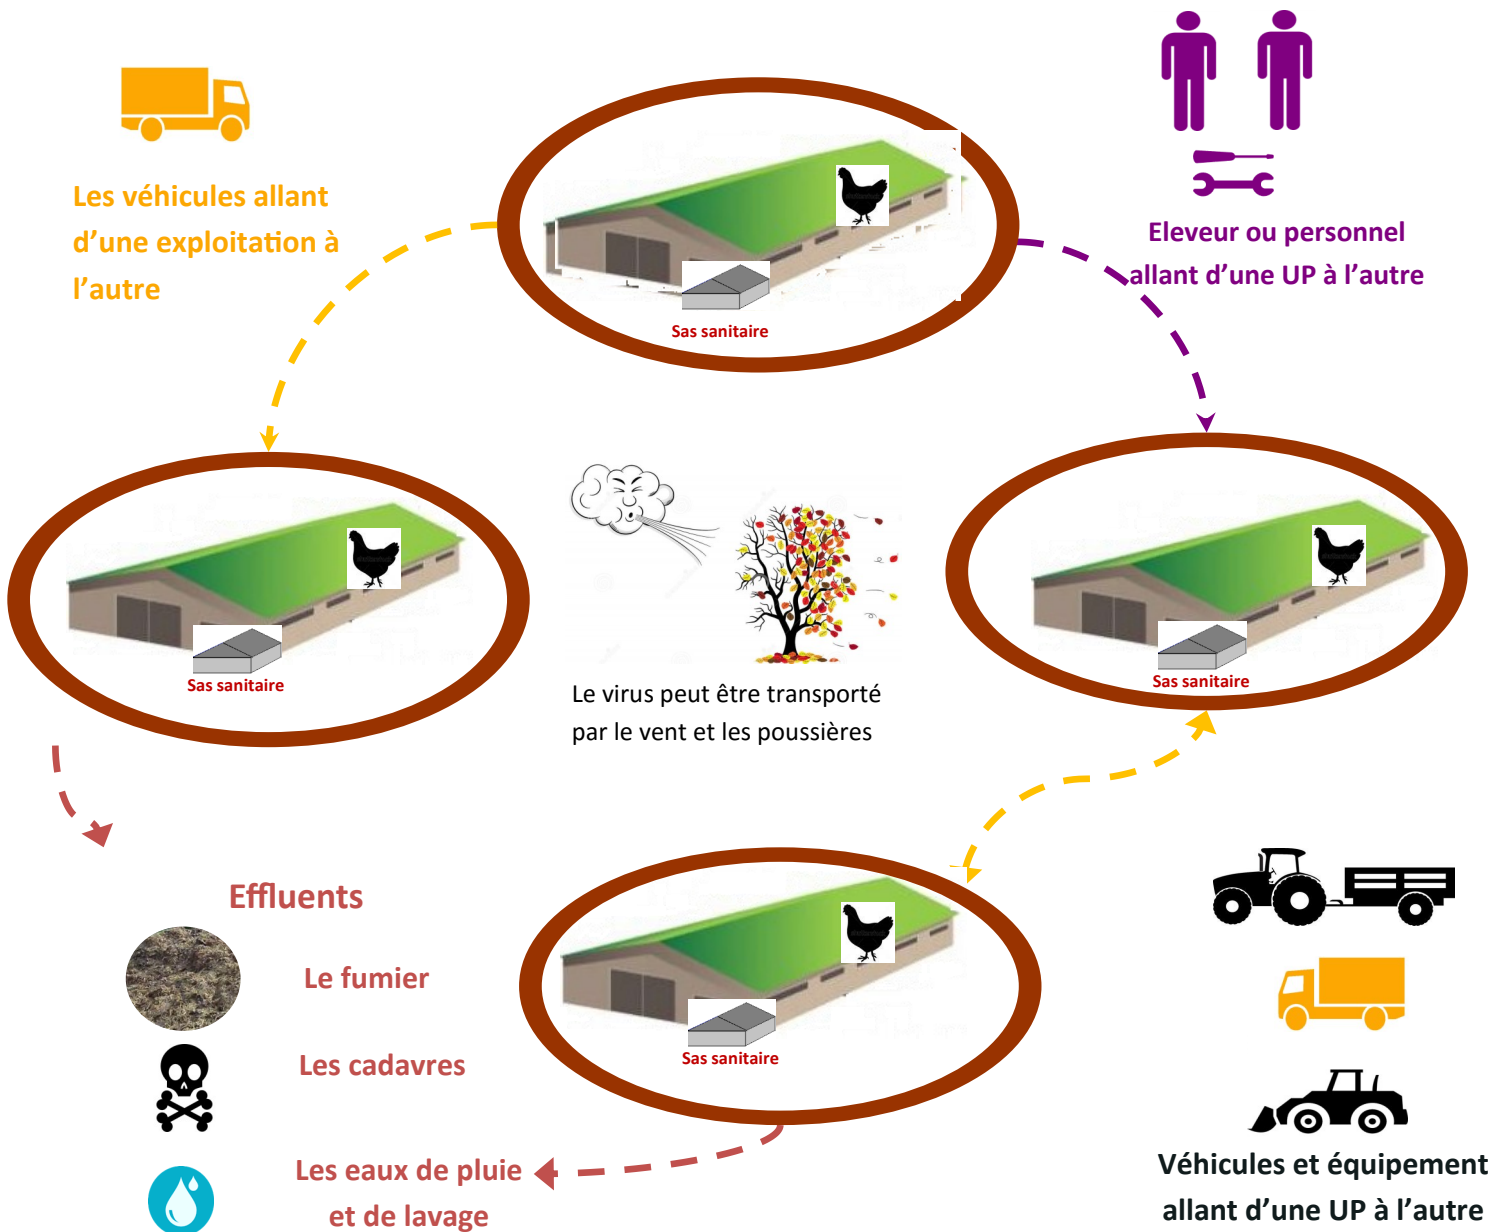 Les véhicules allant
d’une exploitation à
l’autre
Eleveur ou personnel
allant d’une UP à l’autre
Sas sanitaire
Sas sanitaire
Sas sanitaire
Le virus peut être transporté
par le vent et les poussières
Effluents
Le fumier
Les cadavres
Les eaux de pluie
et de lavage
Sas sanitaire
Véhicules et équipement
allant d’une UP à l’autre